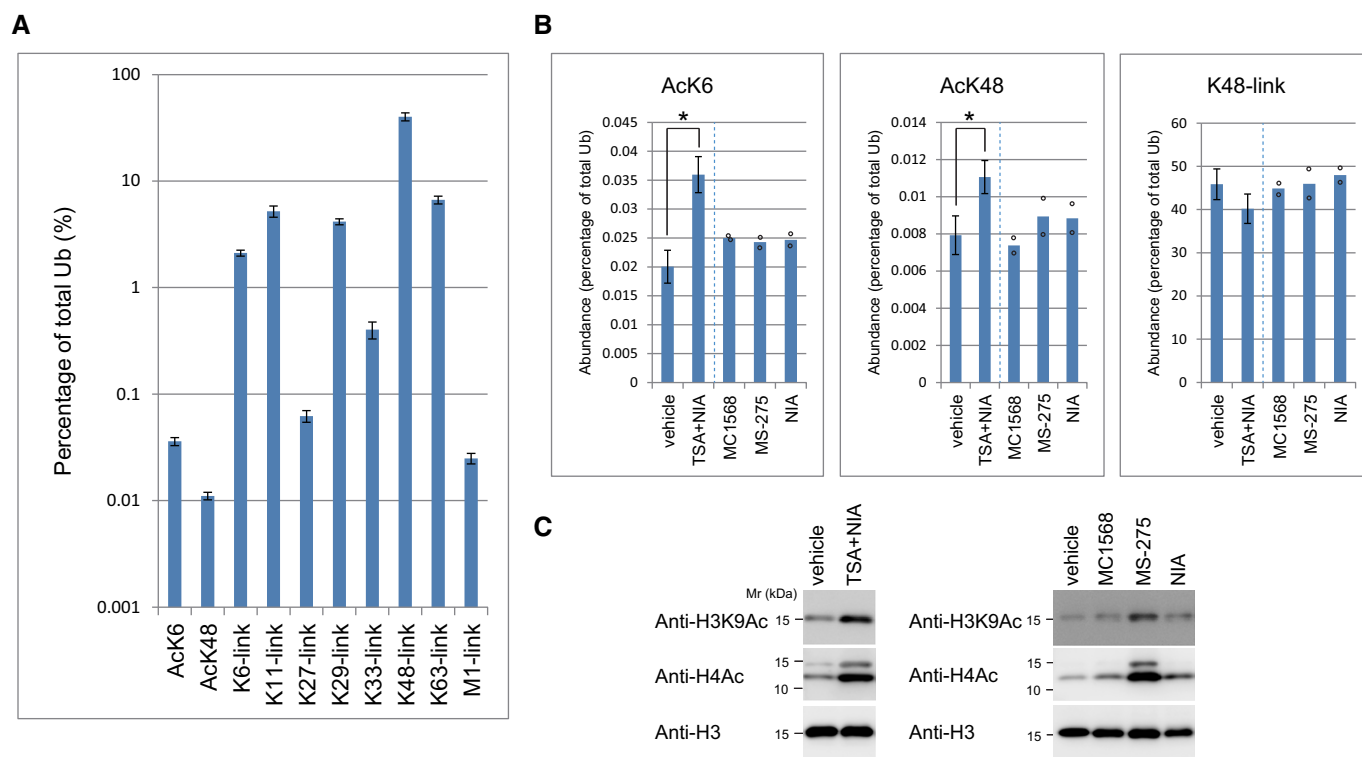 A
Percentage of total Ub (%)
100
10
1
0.1
0.01
0.001
AcK6
AcK48
K6-link
K11-link
K27-link
K29-link
K33-link
K48-link
K63-link
M1-link
B
AcK6
Abundance (percentage of total Ub)
0.045
0.04
0.035
0.03
0.025
0.02
0.015
0.01
0.005
0
*
vehicle
TSA+NIA
MC1568
MS-275
NIA
AcK48
Abundance (percentage of total Ub)
0.014
0.012
0.01
0.008
0.006
0.004
0.002
0
*
vehicle
TSA+NIA
MC1568
MS-275
NIA
K48-link
Abundance (percentage of total Ub)
60
50
40
30
20
10
0
vehicle
TSA+NIA
MC1568
MS-275
NIA
C
vehicle
TSA+NIA
Mr (kDa)
Anti-H3K9Ac 15
Anti-H4Ac 15
10
Anti-H3 15
vehicle
MC1568
MS-275
NIA
Anti-H3K9Ac 15
Anti-H4Ac 15
10
Anti-H3 15